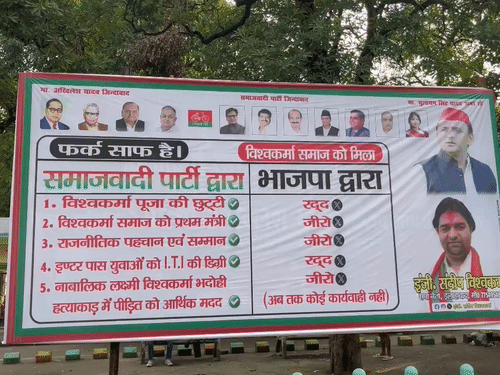 मा. अखिलेश यादव जिन्दाबाद
समाजवादी पार्टी जिन्दाबाद
फर्क साफ है।
विश्वकर्मा समाज को मिला
समाजवादी पार्टी द्वारा
भाजपा द्वारा
1. विश्वकर्मा पूजा की छुट्टी
रद्द
2. विश्वकर्मा समाज को प्रथम मंत्री
जीरो
3. राजनीतिक पहचान एवं सम्मान
जीरो
4. इण्टर पास युवाओं को I.T.I की डिग्री
रद्द
5. नाबालिक लक्ष्मी विश्वकर्मा भदोही
हत्याकाड़ में पीड़ित को आर्थिक मदद
जीरो
(अब तक कोई कार्यवाही नही)
इंजी. संदीप विश्वकर्मा